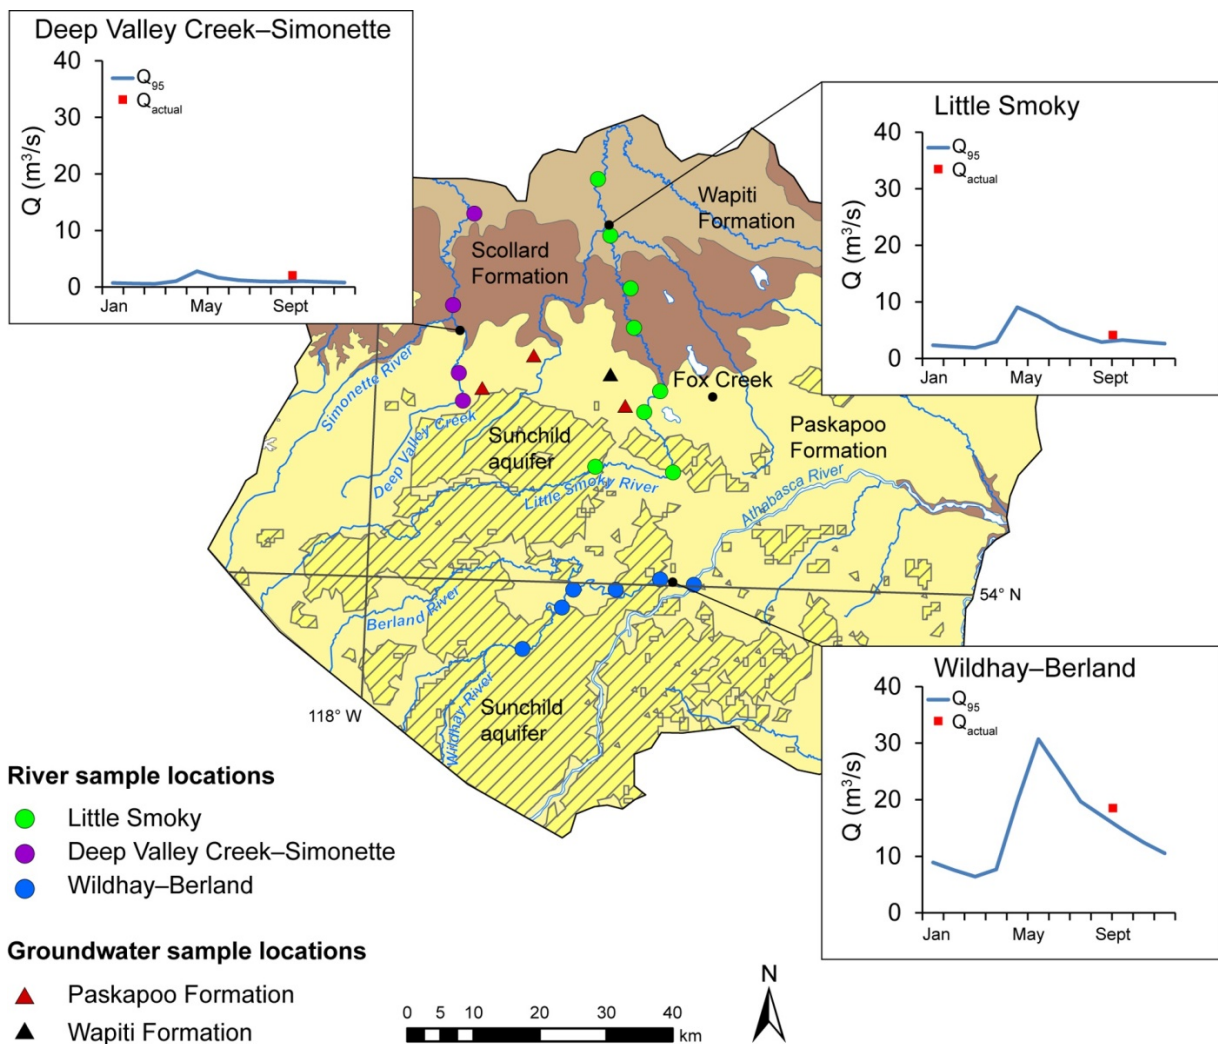 Deep Valley Creek–Simonette
40
30
20
10
0
Q (m³/s)
Q95
Qactual
Jan
May
Sept
Little Smoky
40
30
20
10
0
Q (m³/s)
Q95
Qactual
Jan
May
Sept
Wapiti
Formation
Scollard
Formation
Fox Creek
Paskapoo
Formation
Simonette River
Deep Valley Creek
Sunchild
aquifer
Little Smoky River
Athabasca River
54° N
Berland River
118° W
Wildhay River
Sunchild
aquifer
Wildhay–Berland
40
30
20
10
0
Q (m³/s)
Q95
Qactual
Jan
May
Sept
River sample locations
Little Smoky
Deep Valley Creek–Simonette
Wildhay–Berland
Groundwater sample locations
Paskapoo Formation
Wapiti Formation
0 5 10 20 30 40
km
N